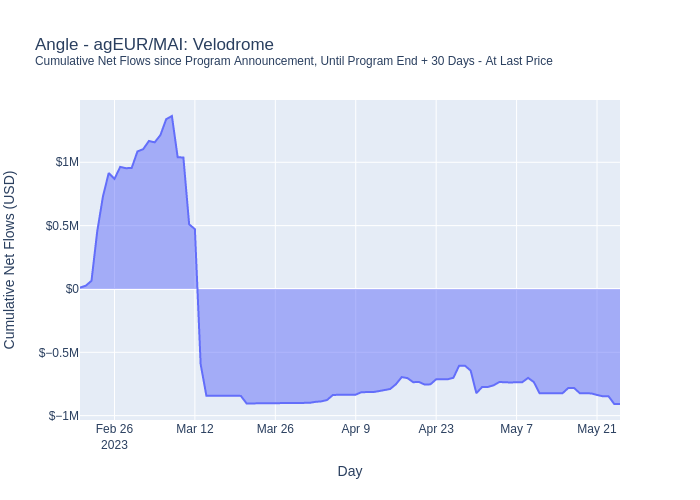 Angle - agEUR/MAI: Velodrome
Cumulative Net Flows since Program Announcement, Until Program End + 30 Days - At Last Price
Cumulative Net Flows (USD)
$1M
$0.5M
$0
$−0.5M
$−1M
Feb 26
2023
Mar 12
Mar 26
Apr 9
Apr 23
May 7
May 21
Day